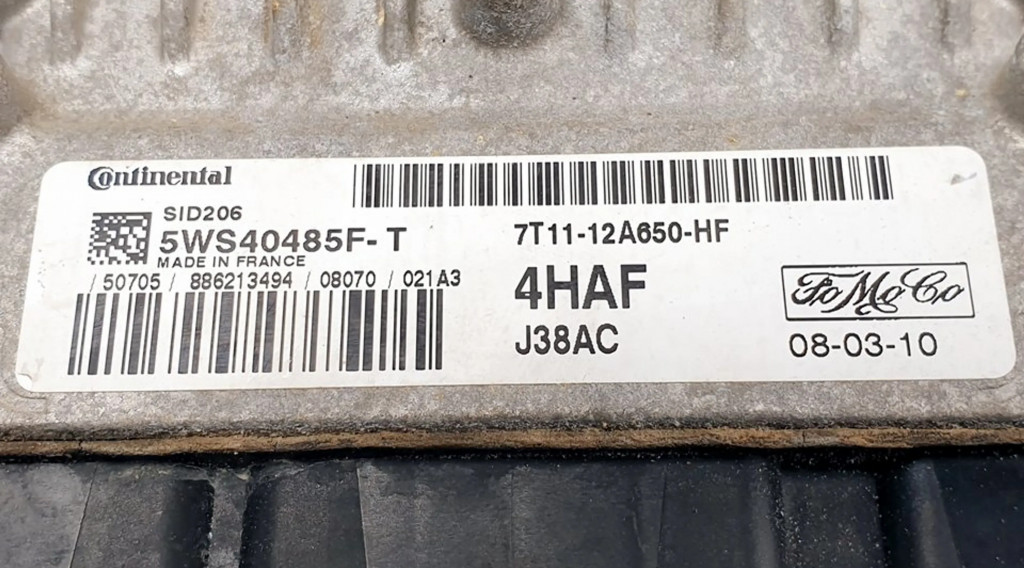 Continental
SID206
5WS40485F-T
MADE IN FRANCE
/ 50705 / 886213494 / 08070 / 021A3
7T11-12A650-HF
4HAF
J38AC
FoMoCo
08-03-10